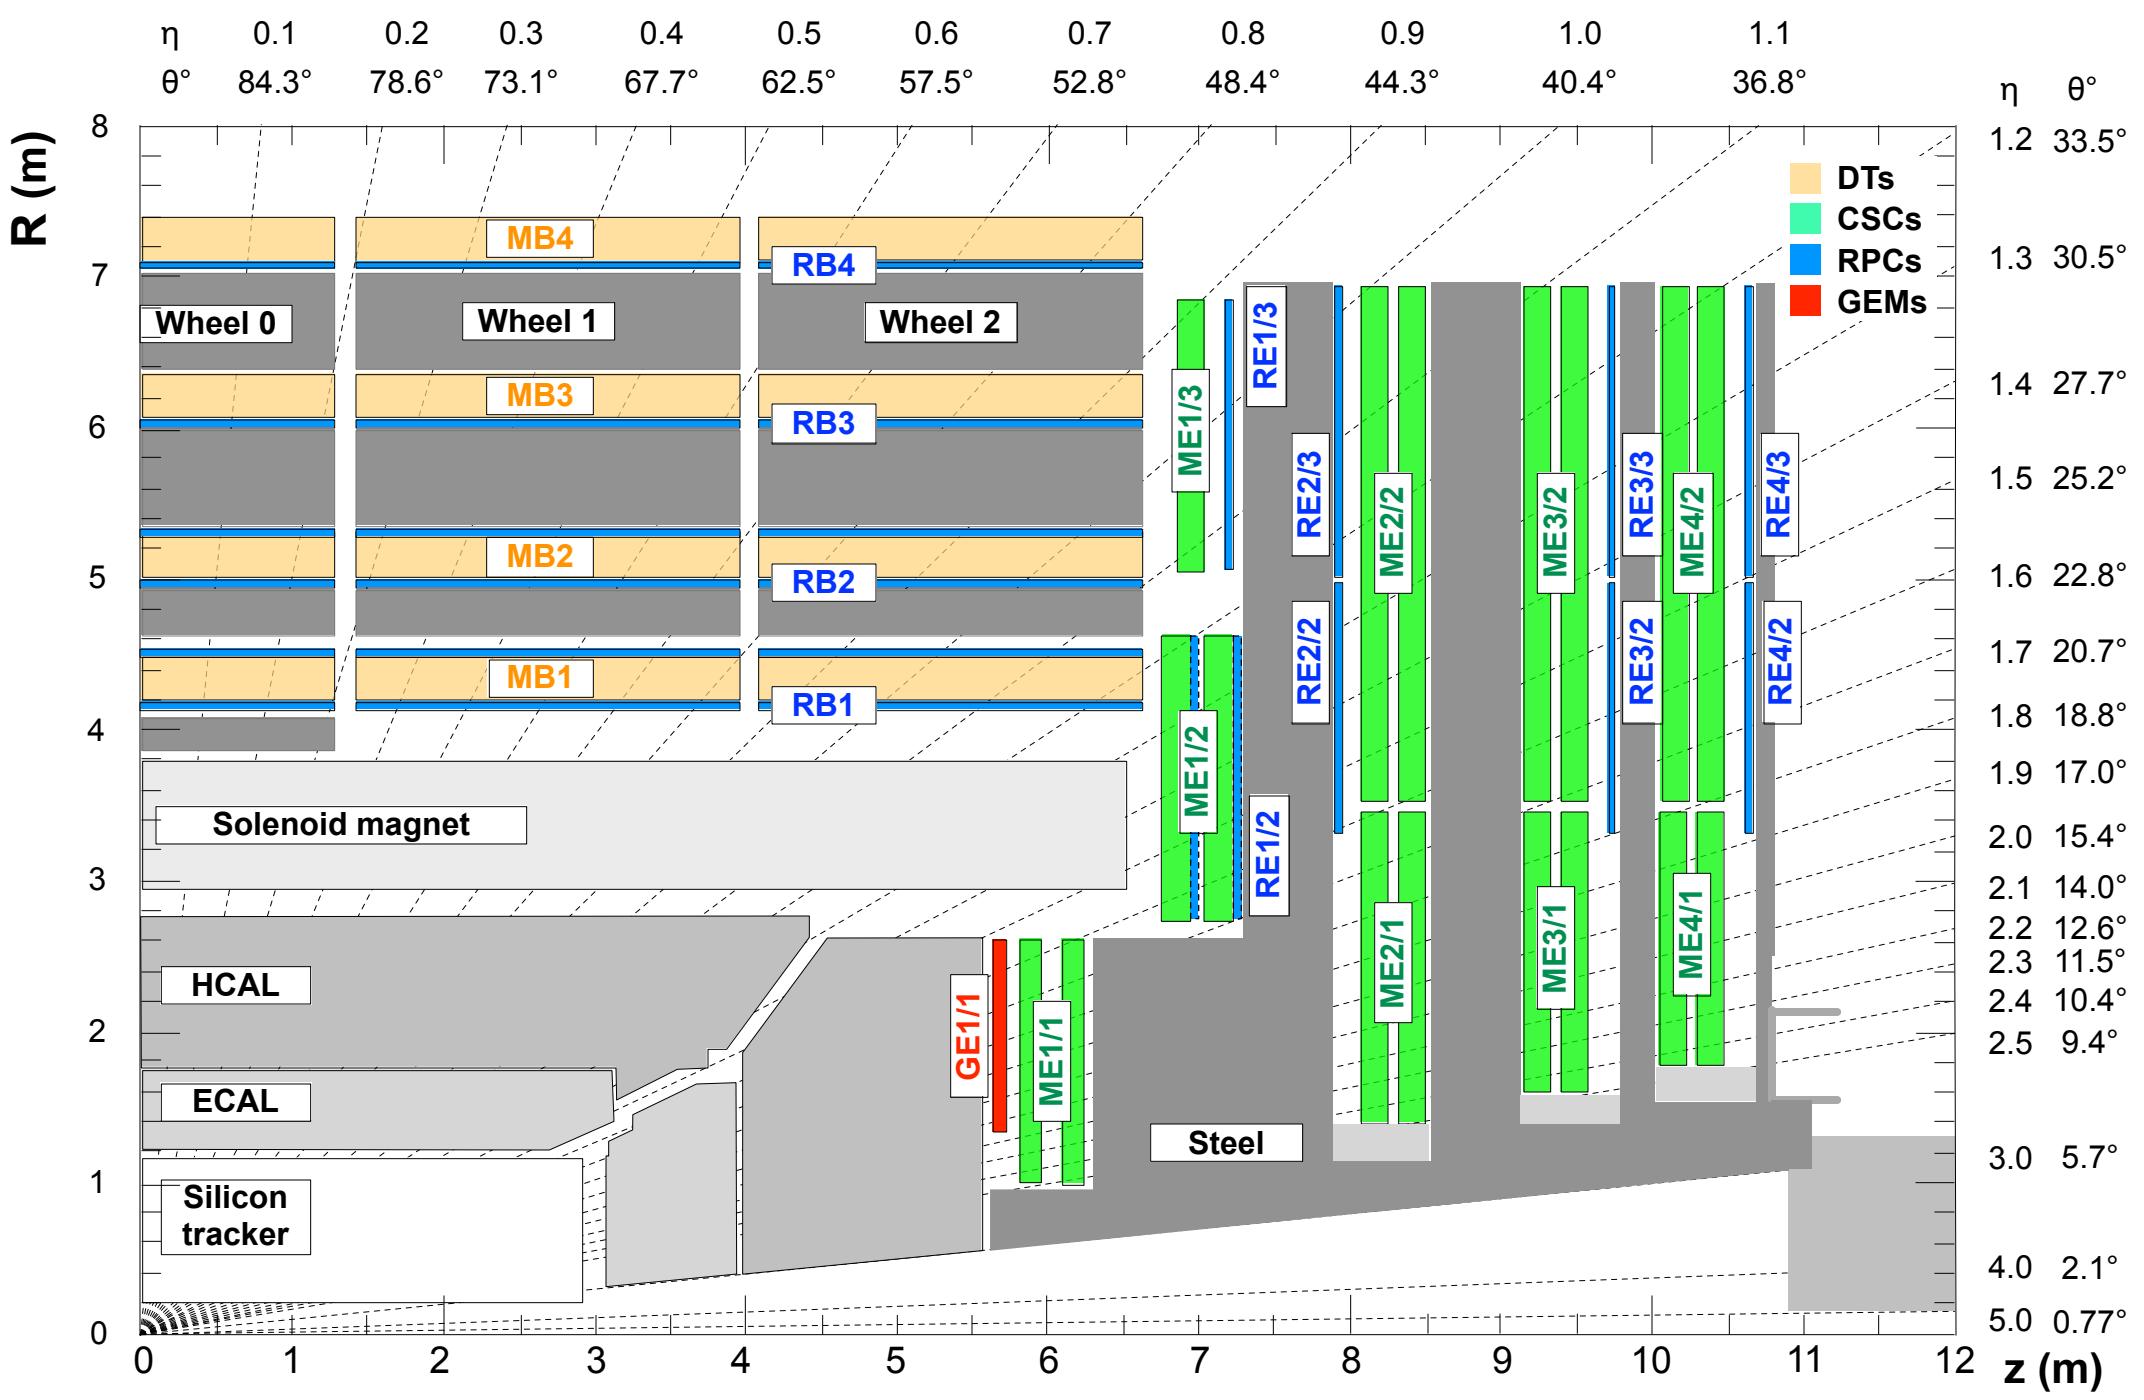 η 0.1 0.2 0.3 0.4 0.5 0.6 0.7 0.8 0.9 1.0 1.1
θ° 84.3° 78.6° 73.1° 67.7° 62.5° 57.5° 52.8° 48.4° 44.3° 40.4° 36.8°
η θ°
1.2 33.5°
1.3 30.5°
1.4 27.7°
1.5 25.2°
1.6 22.8°
1.7 20.7°
1.8 18.8°
1.9 17.0°
2.0 15.4°
2.1 14.0°
2.2 12.6°
2.3 11.5°
2.4 10.4°
2.5 9.4°
3.0 5.7°
4.0 2.1°
5.0 0.77°
R (m)
8
7
6
5
4
3
2
1
0
DTs
CSCs
RPCs
GEMs
MB4
RB4
Wheel 0
Wheel 1
Wheel 2
MB3
RB3
MB2
RB2
MB1
RB1
Solenoid magnet
HCAL
ECAL
Silicon
tracker
Steel
GE1/1
ME1/1
ME1/2
ME1/3
RE1/3
RE1/2
RE2/3
RE2/2
ME2/2
ME2/1
ME3/2
ME3/1
RE3/3
RE3/2
ME4/2
ME4/1
RE4/3
RE4/2
0 1 2 3 4 5 6 7 8 9 10 11 12
z (m)